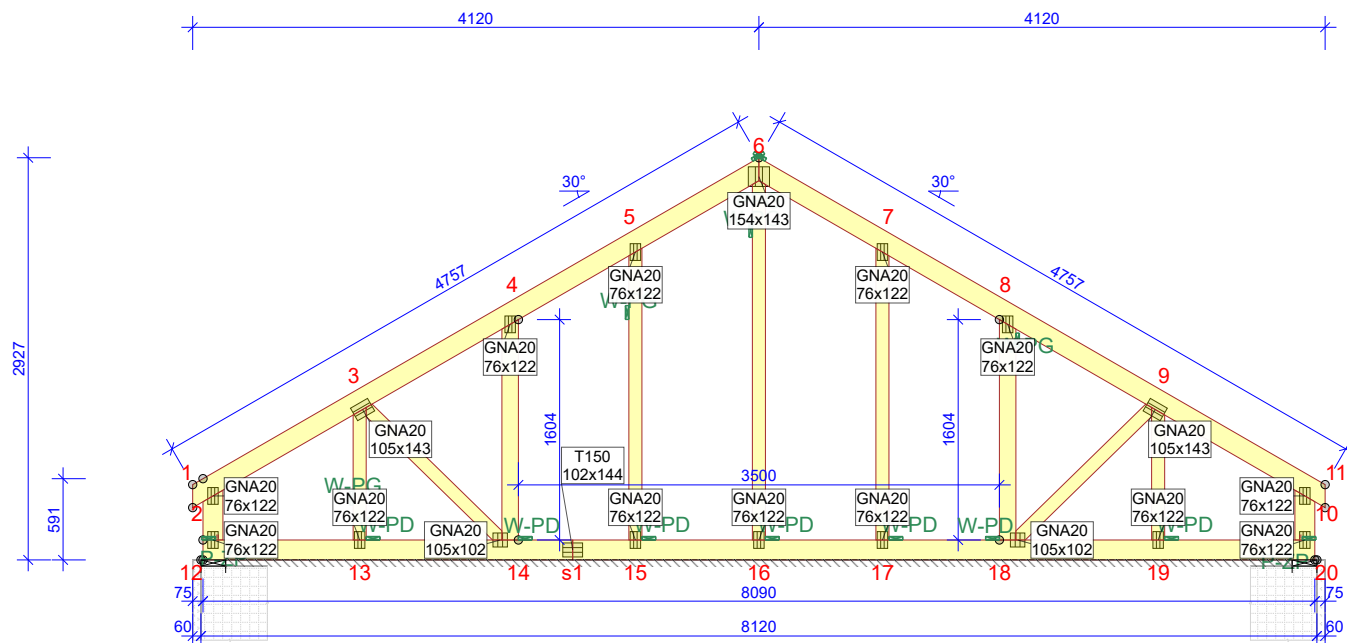 4120
4120
6
30°
30°
GNA20
154x143
5
7
4757
4757
GNA20
76x122
GNA20
76x122
4
8
2927
GNA20
76x122
GNA20
76x122
3
9
1604
1604
GNA20
105x143
GNA20
105x143
T150
102x144
3500
1
11
GNA20
76x122
W-PG
GNA20
76x122
2
10
591
GNA20
76x122
GNA20
76x122
W-PD
GNA20
105x102
W-PD
GNA20
76x122
W-PD
GNA20
76x122
W-PD
GNA20
76x122
W-PD
W-PD
GNA20
105x102
GNA20
76x122
W-PD
GNA20
76x122
12
13
14
s1
15
16
17
18
19
20
75
8090
75
60
8120
60